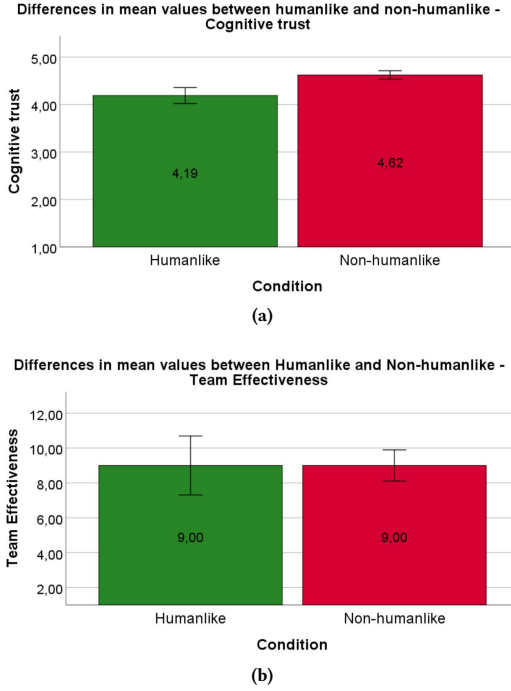 Differences in mean values between humanlike and non-humanlike -
Cognitive trust
5,00
4,00
3,00
2,00
1,00
Cognitive trust
4,19
4,62
Humanlike
Non-humanlike
Condition
(a)
Differences in mean values between Humanlike and Non-humanlike -
Team Effectiveness
12,00
10,00
8,00
6,00
4,00
2,00
Team Effectiveness
9,00
9,00
Humanlike
Non-humanlike
Condition
(b)